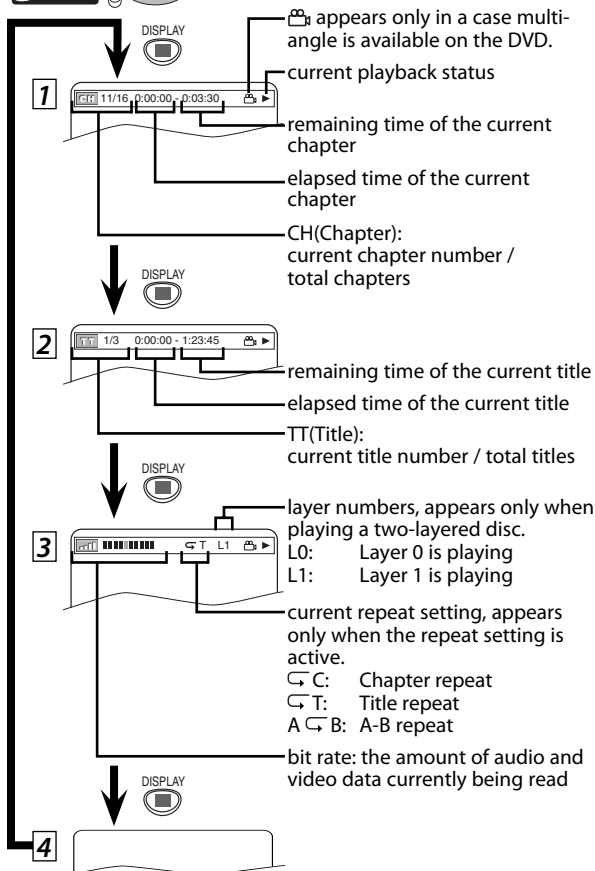 DISPLAY
appears only in a case multi-
angle is available on the DVD.
current playback status
1
CH 11/16 0:00:00 - 0:03:30
remaining time of the current
chapter
elapsed time of the current
chapter
CH(Chapter):
current chapter number /
total chapters
DISPLAY
2
TT 1/3 0:00:00 - 1:23:45
remaining time of the current title
elapsed time of the current title
TT(Title):
current title number / total titles
DISPLAY
layer numbers, appears only when
playing a two-layered disc.
L0: Layer 0 is playing
L1: Layer 1 is playing
3
T L1
current repeat setting, appears
only when the repeat setting is
active.
C: Chapter repeat
T: Title repeat
A B: A-B repeat
bit rate: the amount of audio and
video data currently being read
DISPLAY
4